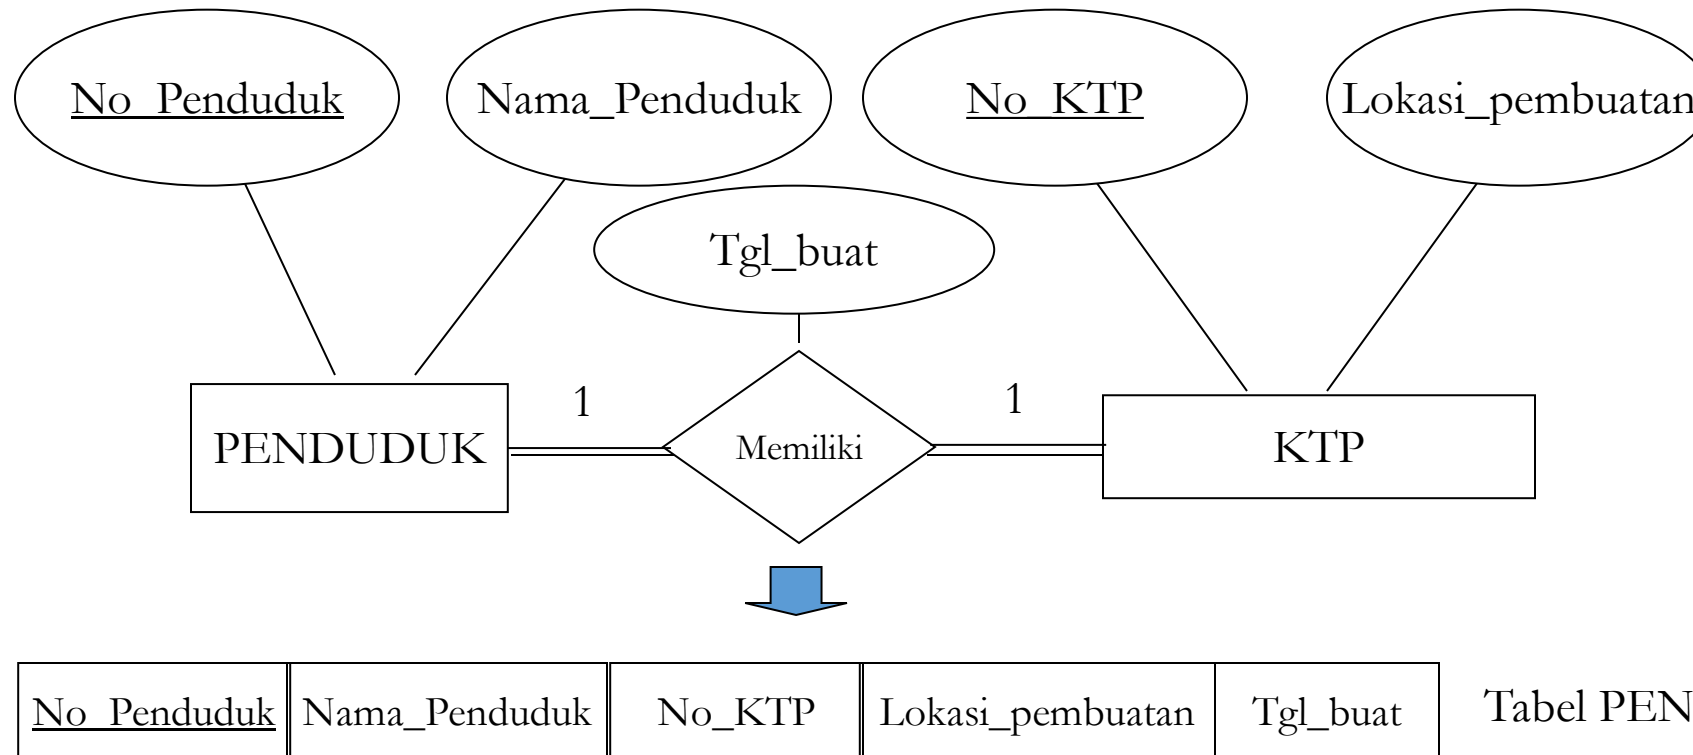 No_Penduduk
Nama_Penduduk
No_KTP
Lokasi_pembuatan
Tgl_buat
1
1
PENDUDUK
Memiliki
KTP
No_Penduduk
Nama_Penduduk
No_KTP
Lokasi_pembuatan
Tgl_buat
Tabel PEN